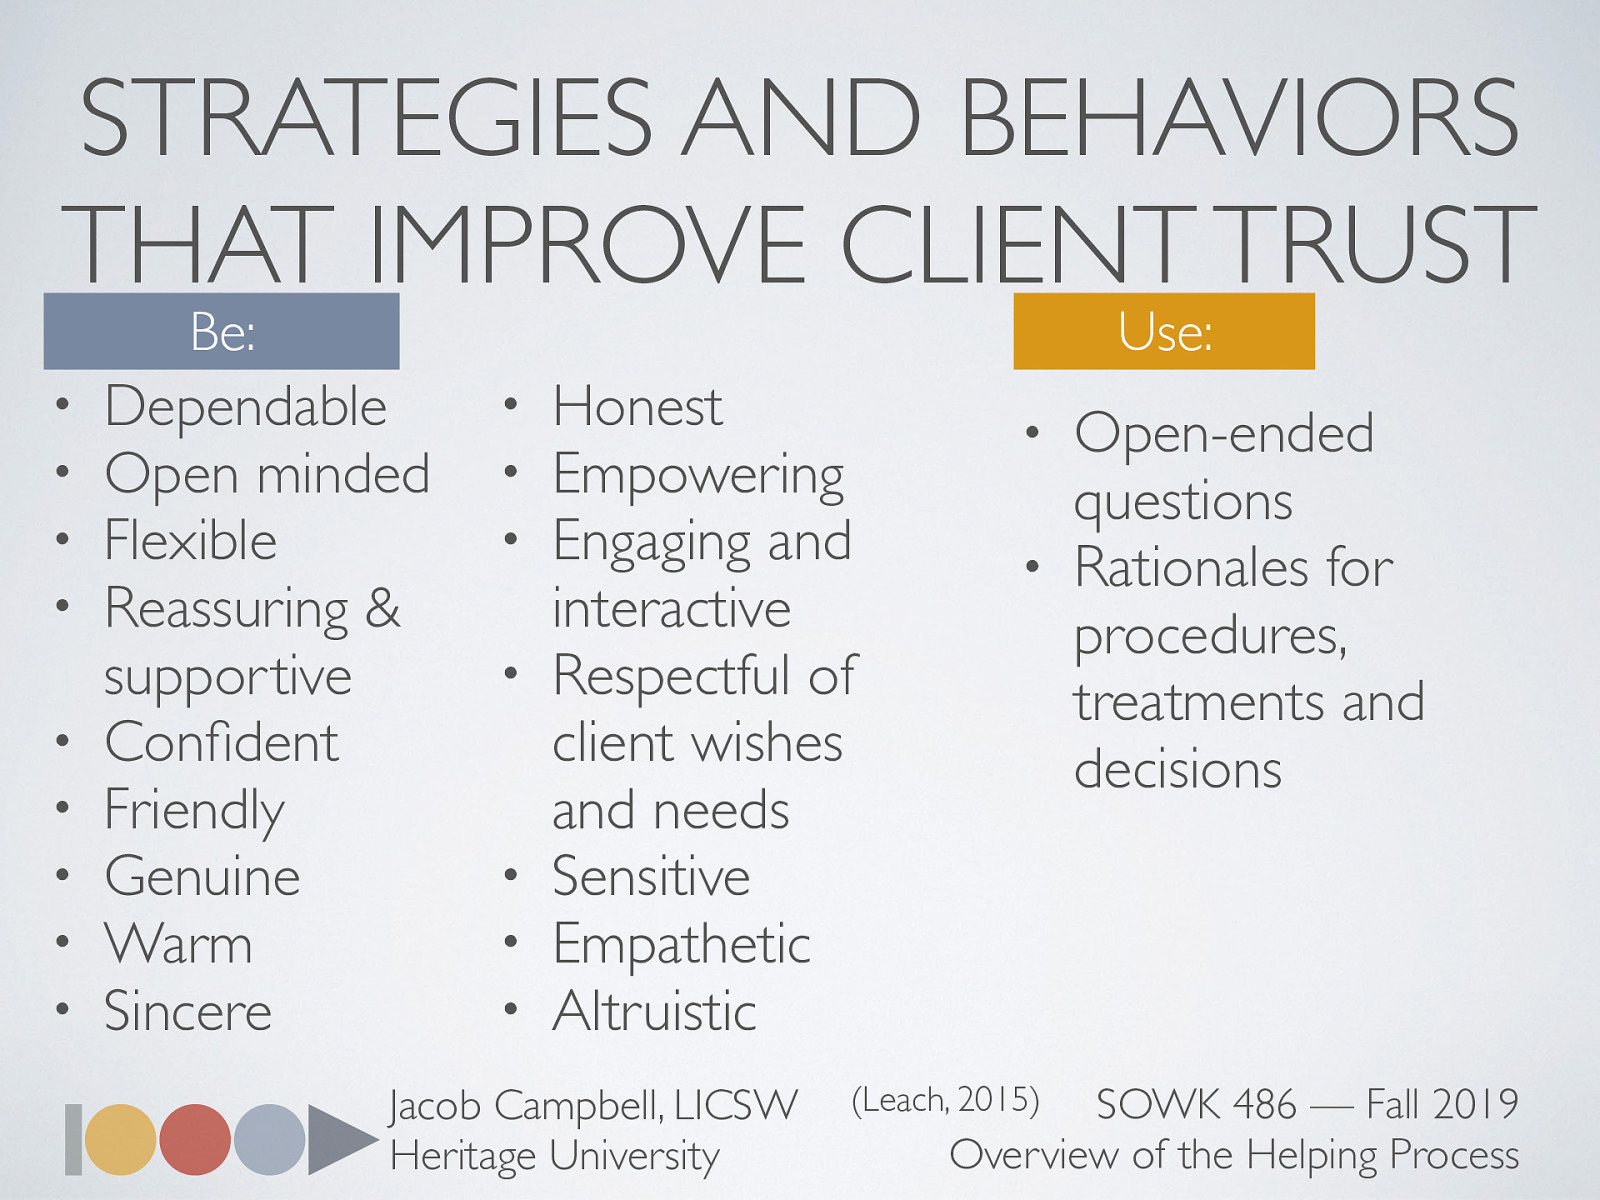 STRATEGIES AND BEHAVIORS
THAT IMPROVE CLIENT TRUST
Be:
• Dependable
• Open minded
• Flexible
• Reassuring &
supportive
• Confident
• Friendly
• Genuine
• Warm
• Sincere
• Honest
• Empowering
• Engaging and
interactive
• Respectful of
client wishes
and needs
• Sensitive
• Empathetic
• Altruistic
Use:
• Open-ended
questions
• Rationales for
procedures,
treatments and
decisions
Jacob Campbell, LICSW
Heritage University
(Leach, 2015)
SOWK 486 — Fall 2019
Overview of the Helping Process